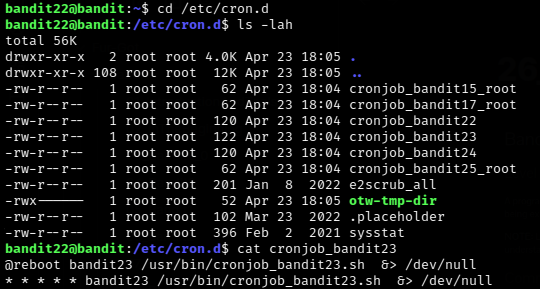 bandit22@bandit:~$ cd /etc/cron.d
bandit22@bandit:/etc/cron.d$ ls -lah
total 56K
drwxr-xr-x   2 root root 4.0K Apr 23 18:05 .
drwxr-xr-x 108 root root  12K Apr 23 18:05 ..
-rw-r--r--   1 root root   62 Apr 23 18:04 cronjob_bandit15_root
-rw-r--r--   1 root root   62 Apr 23 18:04 cronjob_bandit17_root
-rw-r--r--   1 root root  120 Apr 23 18:04 cronjob_bandit22
-rw-r--r--   1 root root  122 Apr 23 18:04 cronjob_bandit23
-rw-r--r--   1 root root  120 Apr 23 18:04 cronjob_bandit24
-rw-r--r--   1 root root   62 Apr 23 18:04 cronjob_bandit25_root
-rw-r--r--   1 root root  201 Jan  8  2022 e2scrub_all
-rwx------   1 root root   52 Apr 23 18:05 otw-tmp-dir
-rw-r--r--   1 root root  102 Mar 23  2022 .placeholder
-rw-r--r--   1 root root  396 Feb  2  2021 sysstat
bandit22@bandit:/etc/cron.d$ cat cronjob_bandit23
@reboot bandit23 /usr/bin/cronjob_bandit23.sh  &> /dev/null
* * * * * bandit23 /usr/bin/cronjob_bandit23.sh  &> /dev/null